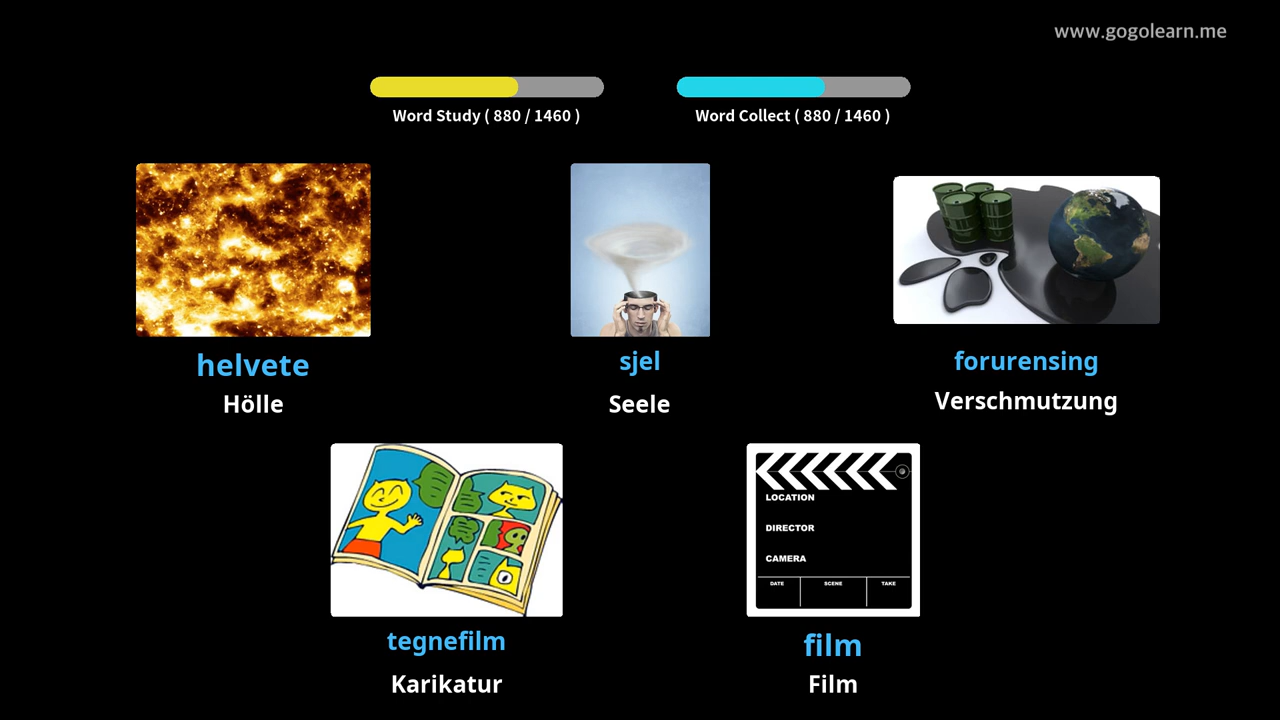 www.gogolearn.me
Word Study ( 880 / 1460 )
Word Collect ( 880 / 1460 )
helvete
Hölle
sjel
Seele
forurensing
Verschmutzung
tegnefilm
Karikatur
LOCATION
DIRECTOR
CAMERA
DATE SCENE TAKE
film
Film